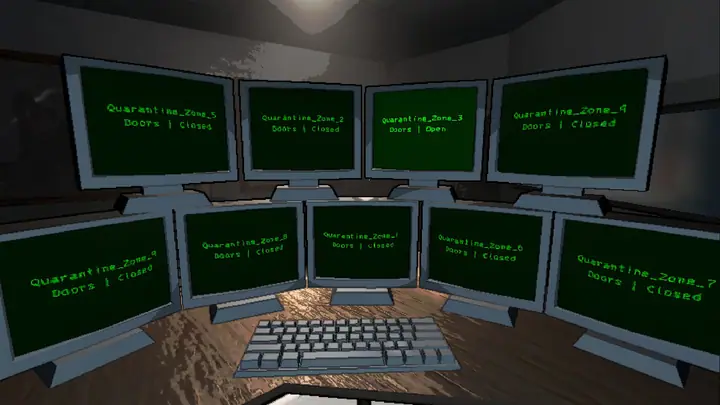 Quarantine_Zone_5
Doors | Closed
Quarantine_Zone_2
Doors | Closed
Quarantine_Zone_3
Doors | Open
Quarantine_Zone_4
Doors | Closed
Quarantine_Zone_9
Doors | Closed
Quarantine_Zone_8
Doors | Closed
Quarantine_Zone_1
Doors | Closed
Quarantine_Zone_6
Doors | Closed
Quarantine_Zone_7
Doors | Closed